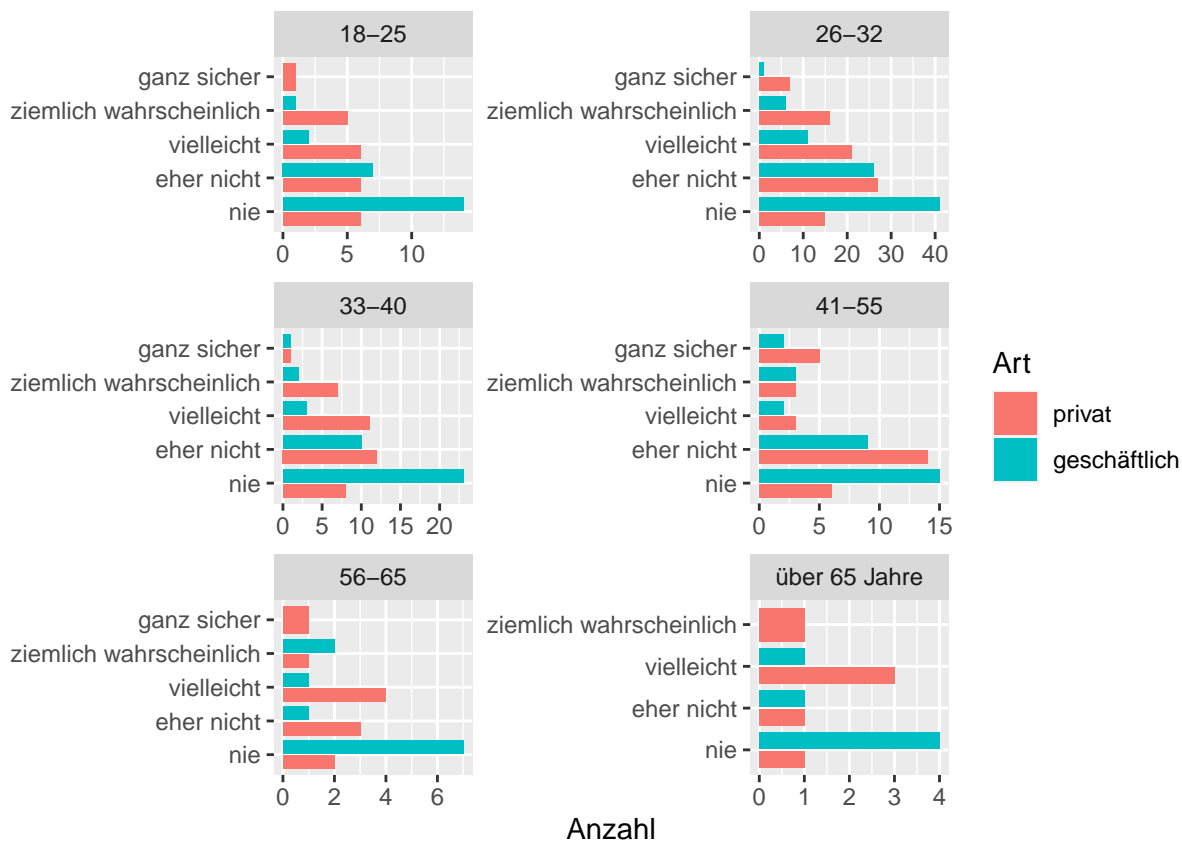 18–25
ganz sicher
ziemlich wahrscheinlich
vielleicht
eher nicht
nie
0 5 10
26–32
ganz sicher
ziemlich wahrscheinlich
vielleicht
eher nicht
nie
0 10 20 30 40
33–40
ganz sicher
ziemlich wahrscheinlich
vielleicht
eher nicht
nie
0 5 10 15 20
41–55
ganz sicher
ziemlich wahrscheinlich
vielleicht
eher nicht
nie
0 5 10 15
56–65
ganz sicher
ziemlich wahrscheinlich
vielleicht
eher nicht
nie
0 2 4 6
über 65 Jahre
ziemlich wahrscheinlich
vielleicht
eher nicht
nie
0 1 2 3 4
Anzahl
Art
privat
geschäftlich